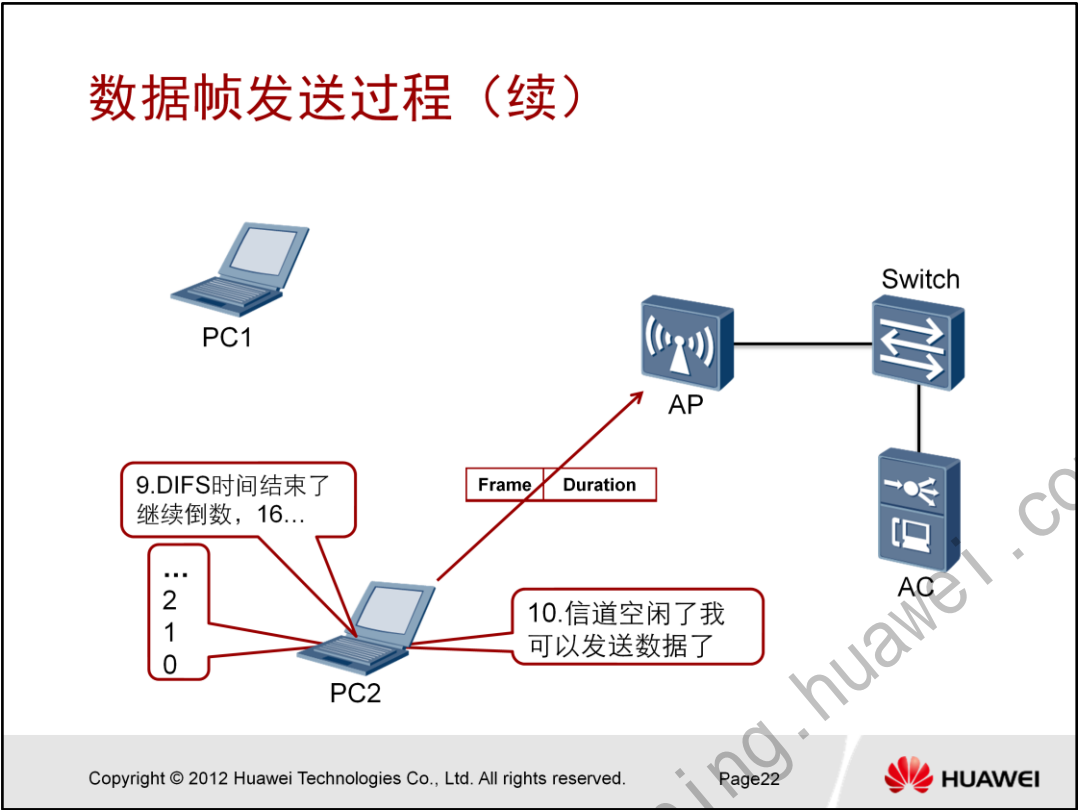 数据帧发送过程（续）
PC1
Switch
AP
Frame Duration
9.DIFS时间结束了
继续倒数，16…
…
2
1
0
10.信道空闲了我
可以发送数据了
AC
PC2
ning.huawei.co
Copyright © 2012 Huawei Technologies Co., Ltd. All rights reserved.
Page22
HUAWEI